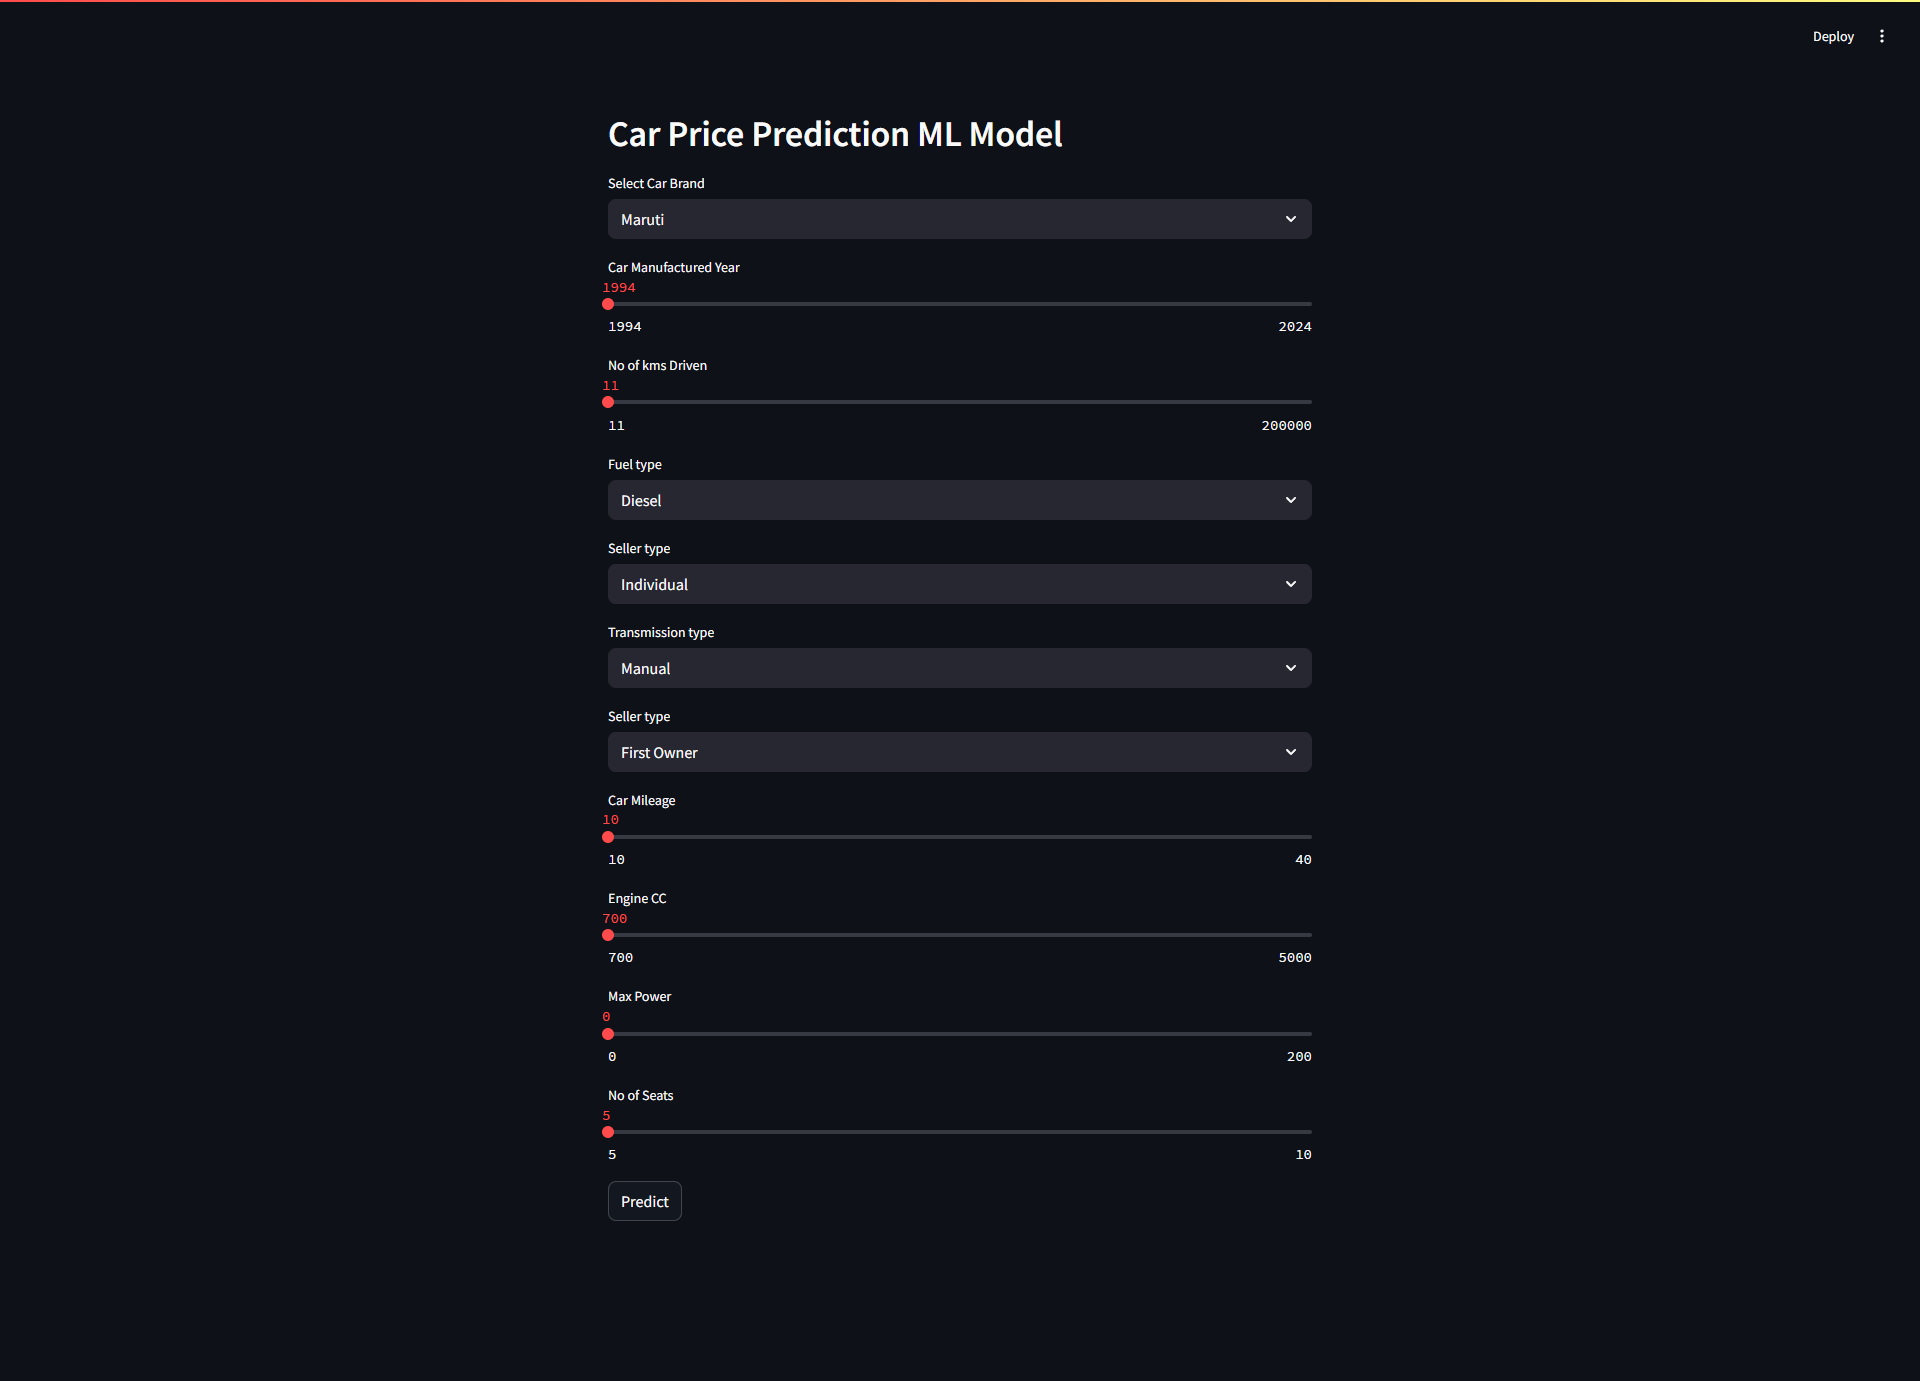 Deploy
Car Price Prediction ML Model
Select Car Brand
Maruti
Car Manufactured Year
1994
1994 2024
No of kms Driven
11
11 200000
Fuel type
Diesel
Seller type
Individual
Transmission type
Manual
Seller type
First Owner
Car Mileage
10
10 40
Engine CC
700
700 5000
Max Power
0
0 200
No of Seats
5
5 10
Predict